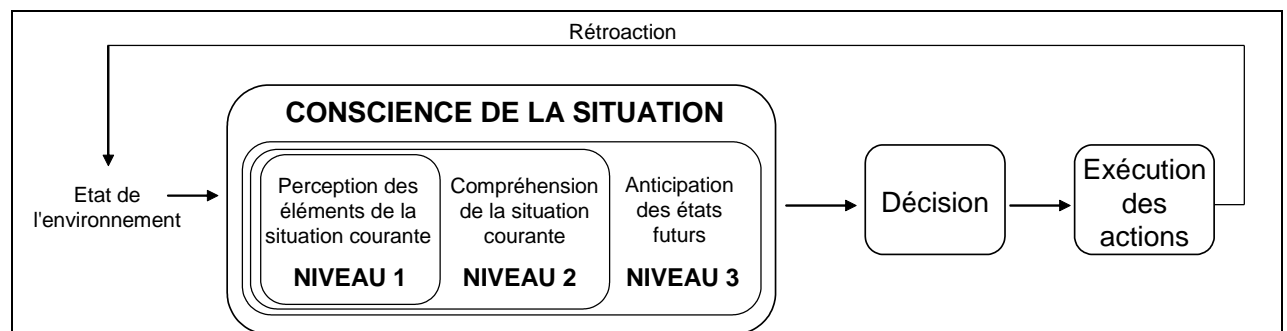 Rétroaction
CONSCIENCE DE LA SITUATION
Etat de
l'environnement
Perception des
éléments de la
situation courante
NIVEAU 1
Compréhension
de la situation
courante
NIVEAU 2
Anticipation
des états
futurs
NIVEAU 3
Décision
Exécution
des
actions